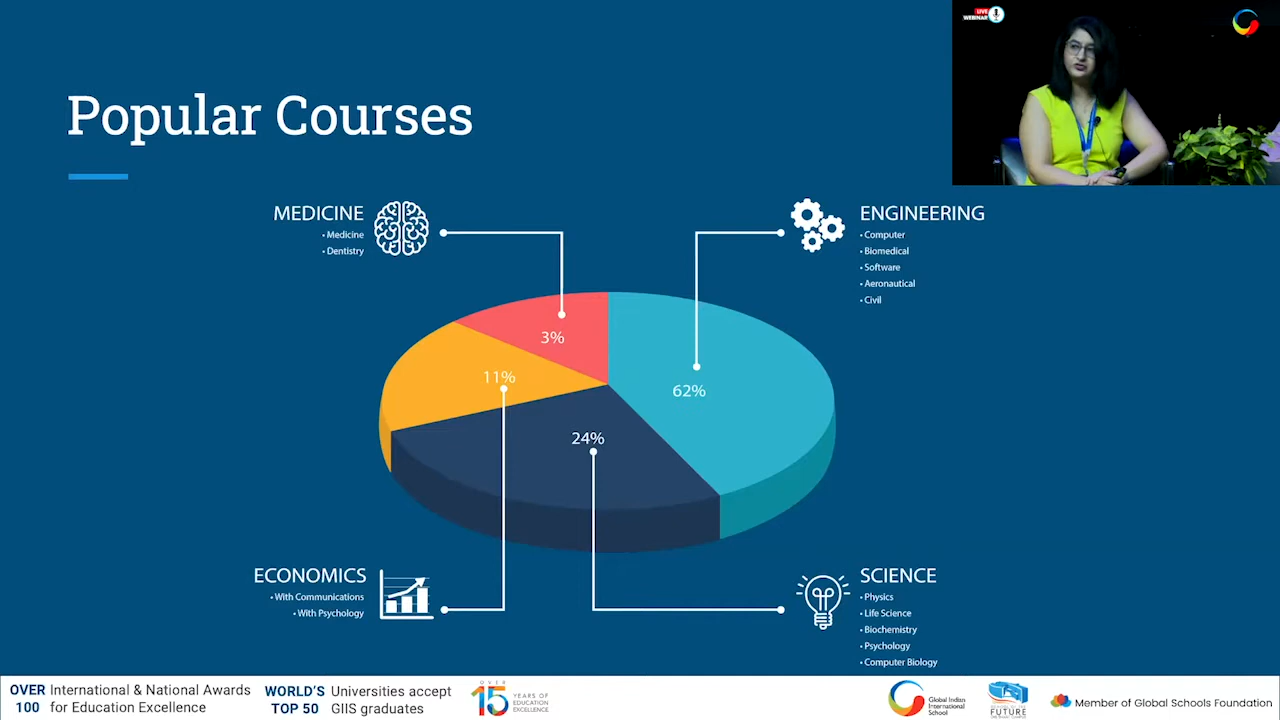 LIVE
WEBINAR
Popular Courses
MEDICINE
• Medicine
• Dentistry
ENGINEERING
• Computer
• Biomedical
• Software
• Aeronautical
• Civil
3%
11%
62%
24%
ECONOMICS
• With Communications
• With Psychology
SCIENCE
• Physics
• Life Science
• Biochemistry
• Psychology
• Computer Biology
OVER 100 International & National Awards
for Education Excellence
WORLD'S TOP 50 Universities accept
GIIS graduates
OVER
15 YEARS OF
EDUCATION
EXCELLENCE
Global Indian
International
School
FUTURE
Member of Global Schools Foundation